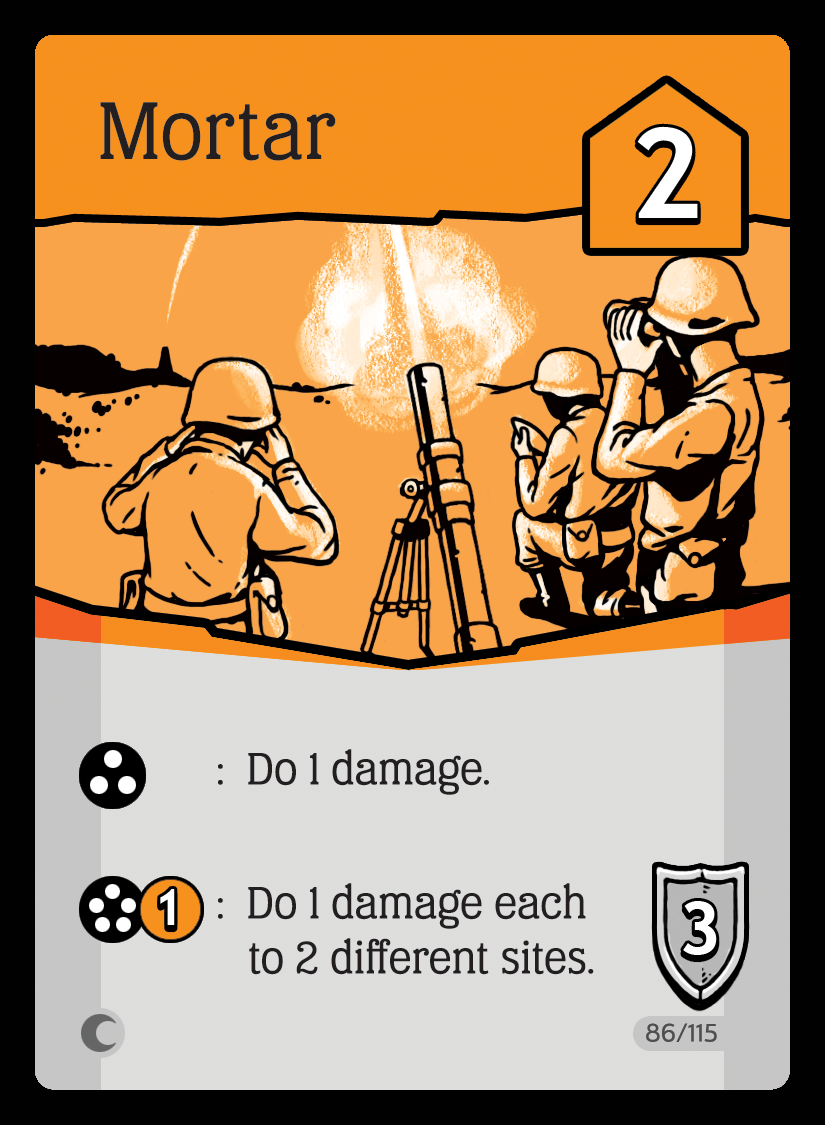 Mortar
2
: Do 1 damage.
1 : Do 1 damage each
to 2 different sites.
3
86/115